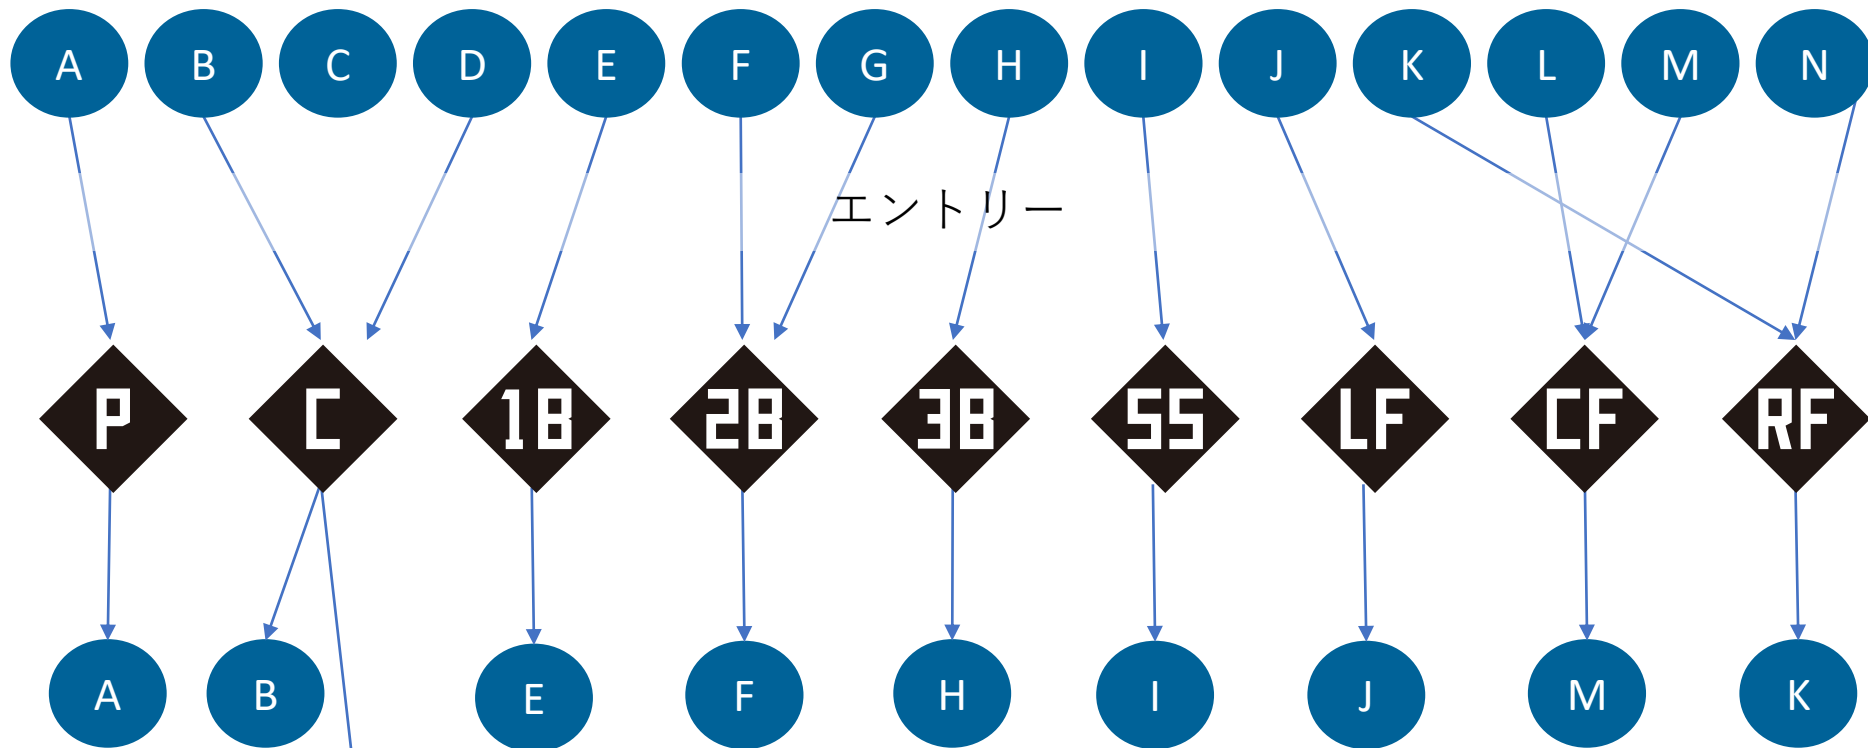 A B C D E F G H I J K L M N
エントリー
P C 1B 2B 3B SS LF CF RF
A B E F H I J M K